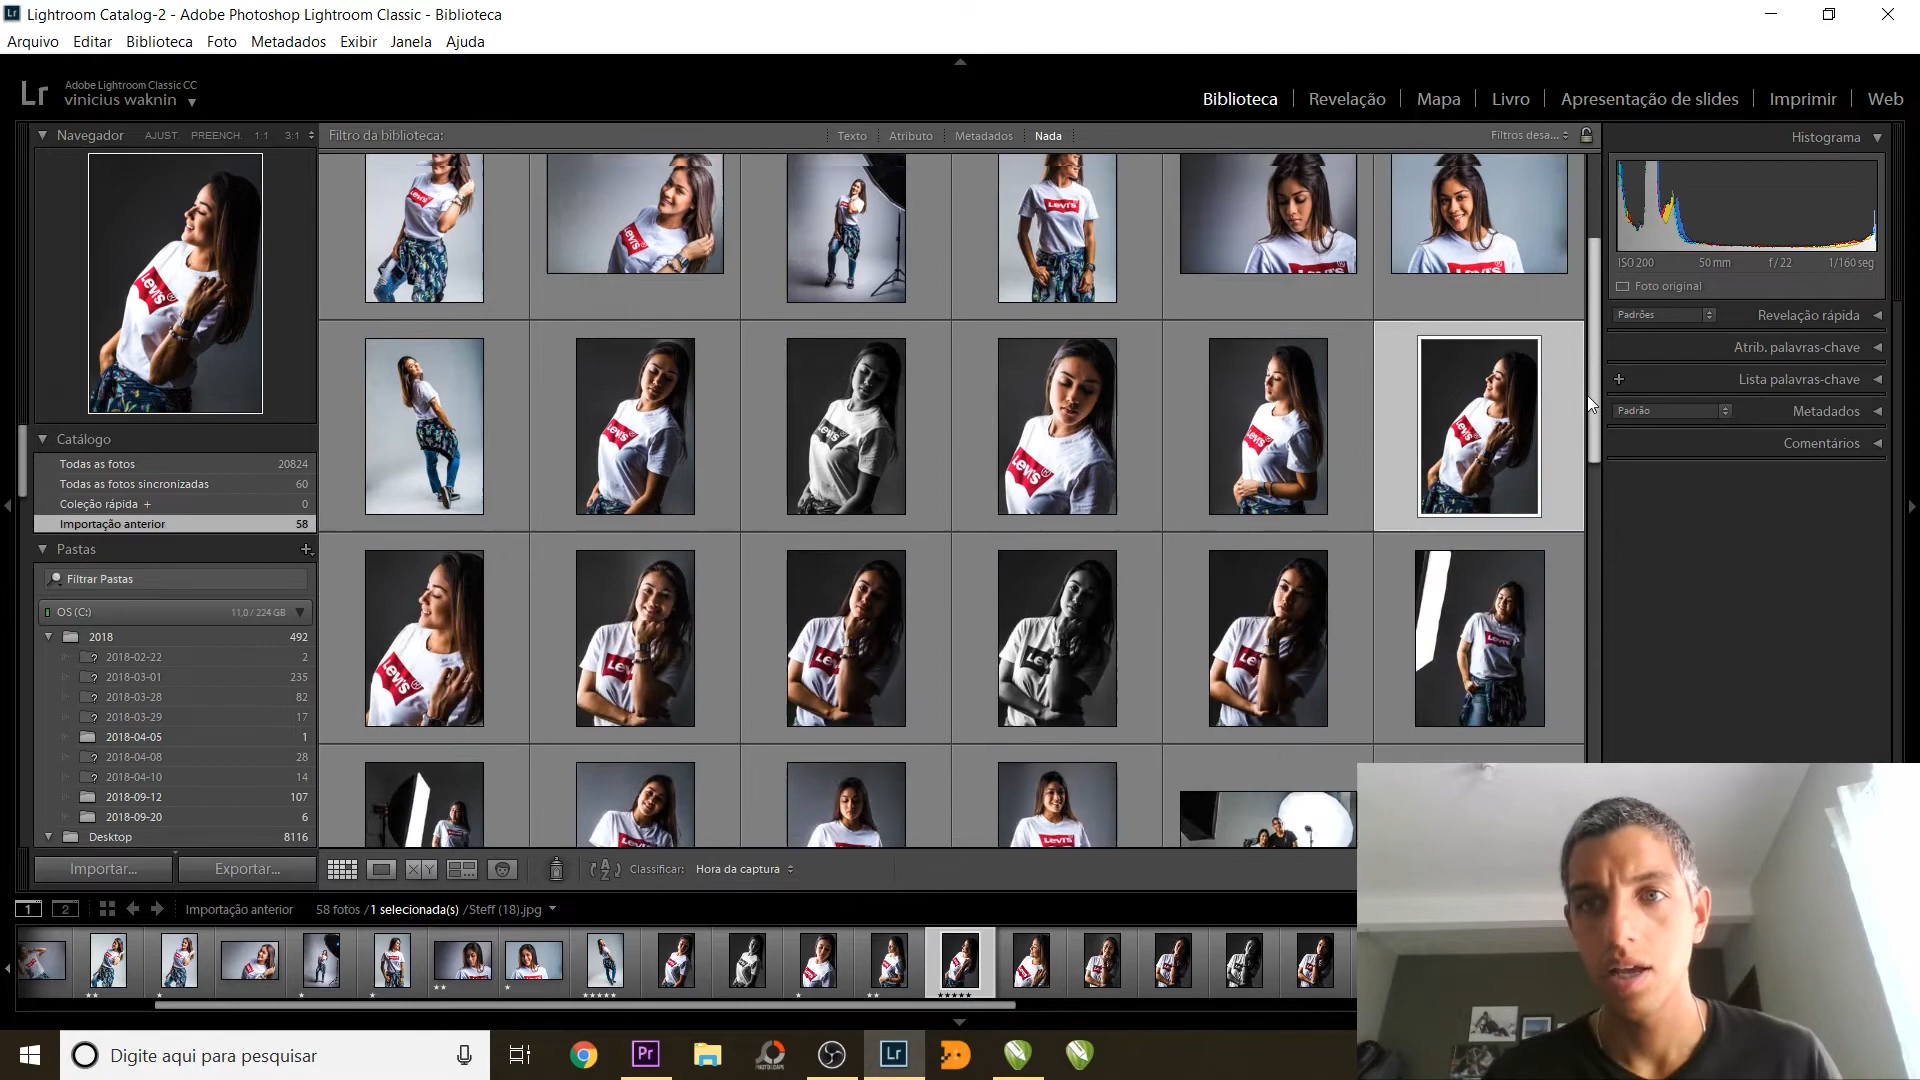 Lightroom Catalog-2 - Adobe Photoshop Lightroom Classic - Biblioteca
Arquivo Editar Biblioteca Foto Metadados Exibir Janela Ajuda
Lr
Adobe Lightroom Classic CC
vinicius waknin
Biblioteca Revelação Mapa Livro Apresentação de slides Imprimir Web
Navegador AJUST. PREENCH. 1:1 3:1
Filtro da biblioteca: Texto Atributo Metadados Nada Filtros desa...
Histograma
ISO 200 50 mm f / 22 1/160 seg
Foto original
Padrões Revelação rápida
Atrib. palavras-chave
+ Lista palavras-chave
Padrão Metadados
Comentários
Catálogo
Todas as fotos 20824
Todas as fotos sincronizadas 60
Coleção rápida + 0
Importação anterior 58
Pastas +
Filtrar Pastas
OS (C:) 11,0 / 224 GB
2018 492
2018-02-22 2
2018-03-01 235
2018-03-28 82
2018-03-29 17
2018-04-05 1
2018-04-08 28
2018-04-10 14
2018-09-12 107
2018-09-20 6
Desktop 8116
Importar... Exportar...
XY
AZ
Classificar: Hora da captura
1 2 Importação anterior 58 fotos / 1 selecionada(s) / Steff (18).jpg
Digite aqui para pesquisar
Pr
Lr
LEVI'S